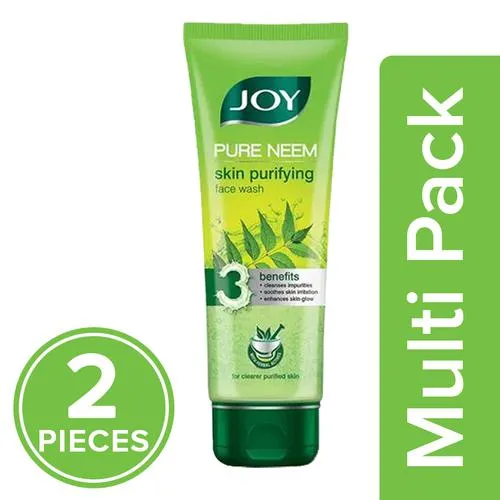 JOY
PURE NEEM
skin purifying
face wash
3 benefits
• cleanses impurities
• soothes skin irritation
• enhances skin glow
for clearer purified skin
2
PIECES
Multi Pack